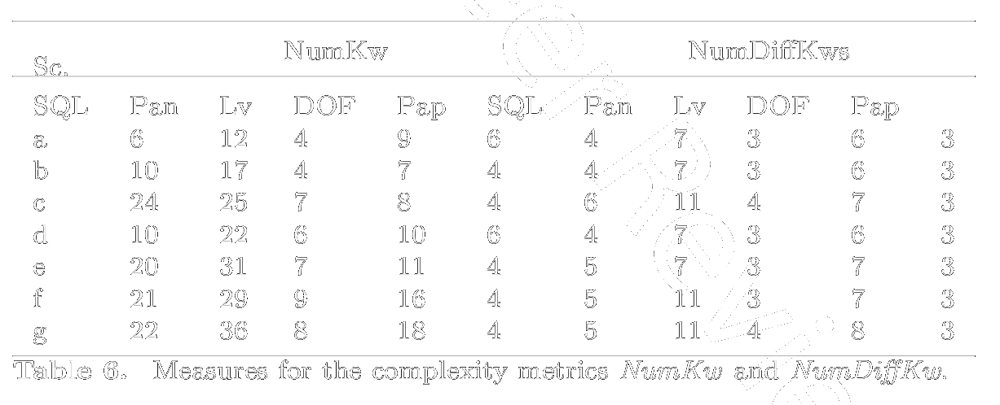 NumKw NumDiffKws
Sc.
SQL Pan Lv DOF Pap SQL Pan Lv DOF Pap
a 6 12 4 9 6 4 7 3 6 3
b 10 17 4 7 4 4 7 3 6 3
c 24 25 7 8 4 6 11 4 7 3
d 10 22 6 10 6 4 7 3 6 3
e 20 31 7 11 4 5 7 3 7 3
f 21 29 9 16 4 5 11 3 7 3
g 22 36 8 18 4 5 11 4 8 3
Table 6. Measures for the complexity metrics NumKw and NumDiffKw.